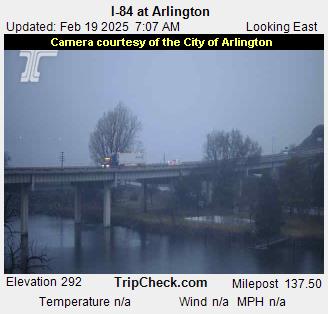 I-84 at Arlington
Updated: Feb 19 2025 7:07 AM Looking East
Camera courtesy of the City of Arlington
Elevation 292 TripCheck.com Milepost 137.50
Temperature n/a Wind n/a MPH n/a